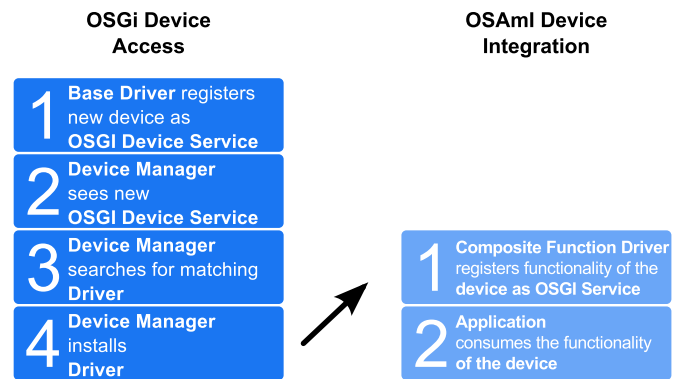 OSGi Device
Access
1
Base Driver registers
new device as
OSGI Device Service
2
Device Manager
sees new
OSGI Device Service
3
Device Manager
searches for matching
Driver
4
Device Manager
installs
Driver
OSAmI Device
Integration
1
Composite Function Driver
registers functionality of the
device as OSGI Service
2
Application
consumes the functionality
of the device